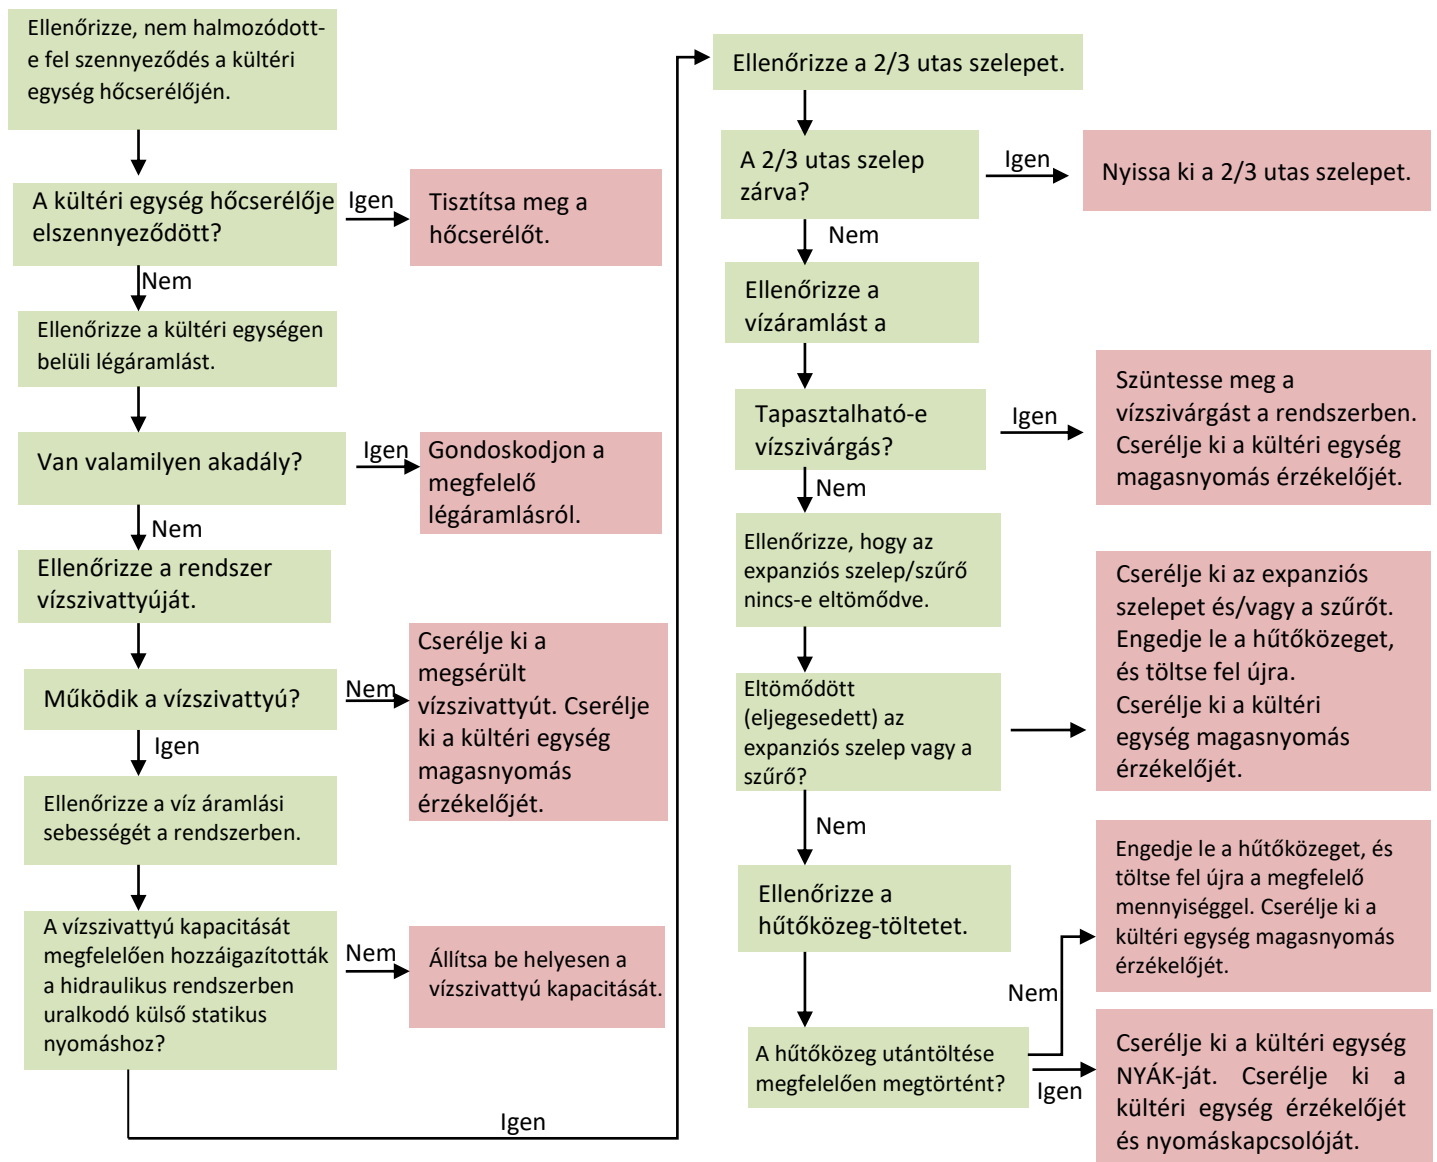 Ellenőrizze, nem halmozódott-
e fel szennyeződés a kültéri
egység hőcserélőjén.
A kültéri egység hőcserélője
elszennyeződött?
Igen
Tisztítsa meg a
hőcserélőt.
Nem
Ellenőrizze a kültéri egységen
belüli légáramlást.
Van valamilyen akadály?
Igen
Gondoskodjon a
megfelelő
légáramlásról.
Nem
Ellenőrizze a rendszer
vízszivattyúját.
Működik a vízszivattyú?
Nem
Cserélje ki a
megsérült
vízszivattyút. Cserélje
ki a kültéri egység
magasnyomás
érzékelőjét.
Igen
Ellenőrizze a víz áramlási
sebességét a rendszerben.
A vízszivattyú kapacitását
megfelelően hozzáigazították
a hidraulikus rendszerben
uralkodó külső statikus
nyomáshoz?
Nem
Állítsa be helyesen a
vízszivattyú kapacitását.
Igen
Ellenőrizze a 2/3 utas szelepet.
A 2/3 utas szelep
zárva?
Igen
Nyissa ki a 2/3 utas szelepet.
Nem
Ellenőrizze a
vízáramlást a
Tapasztalható-e
vízszivárgás?
Igen
Szüntesse meg a
vízszivárgást a rendszerben.
Cserélje ki a kültéri egység
magasnyomás érzékelőjét.
Nem
Ellenőrizze, hogy az
expanziós szelep/szűrő
nincs-e eltömődve.
Eltömődött
(eljegesedett) az
expanziós szelep vagy a
szűrő?
Cserélje ki az expanziós
szelepet és/vagy a szűrőt.
Engedje le a hűtőközeget,
és töltse fel újra.
Cserélje ki a kültéri
egység magasnyomás
érzékelőjét.
Nem
Ellenőrizze a
hűtőközeg-töltetet.
A hűtőközeg utántöltése
megfelelően megtörtént?
Nem
Engedje le a hűtőközeget, és
töltse fel újra a megfelelő
mennyiséggel. Cserélje ki a
kültéri egység magasnyomás
érzékelőjét.
Igen
Cserélje ki a kültéri egység
NYÁK-ját. Cserélje ki a
kültéri egység érzékelőjét
és nyomáskapcsolóját.